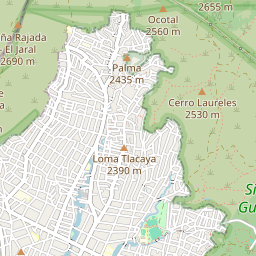 2655 m
Ocotal
2560 m
ña Rajada
- El Jaral
2690 m
Palma
2435 m
Cerro Laureles
2530 m
Loma Tlacaya
2390 m
Si
Gu